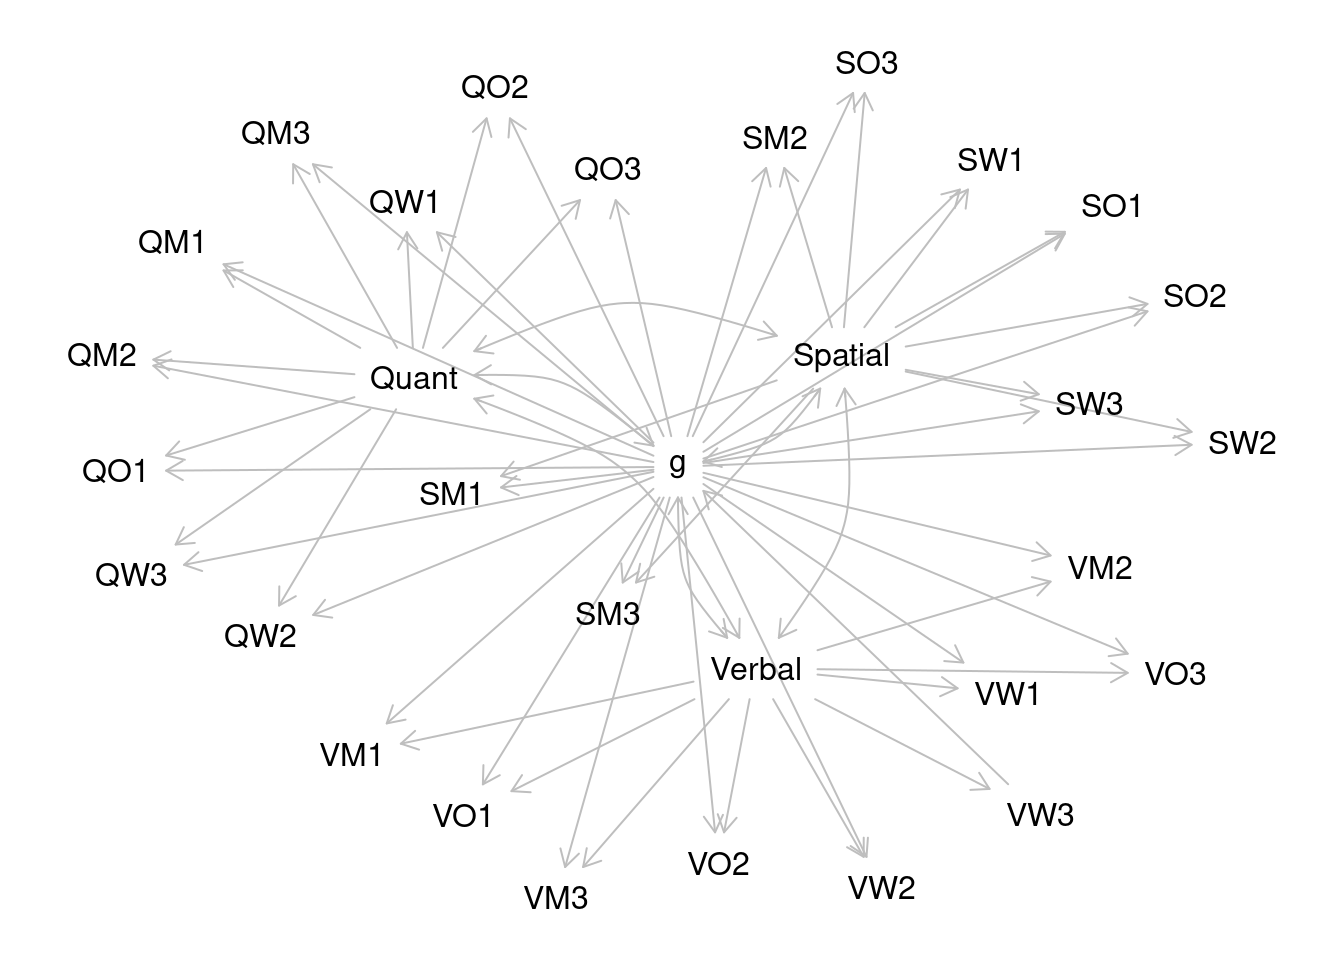 SO3
QO2
QM3
SM2
SW1
QO3
QW1
SO1
QM1
SO2
QM2
Spatial
Quant
SW3
SW2
g
QO1
SM1
VM2
QW3
SM3
QW2
Verbal
VO3
VW1
VM1
VO1
VW3
VO2
VW2
VM3